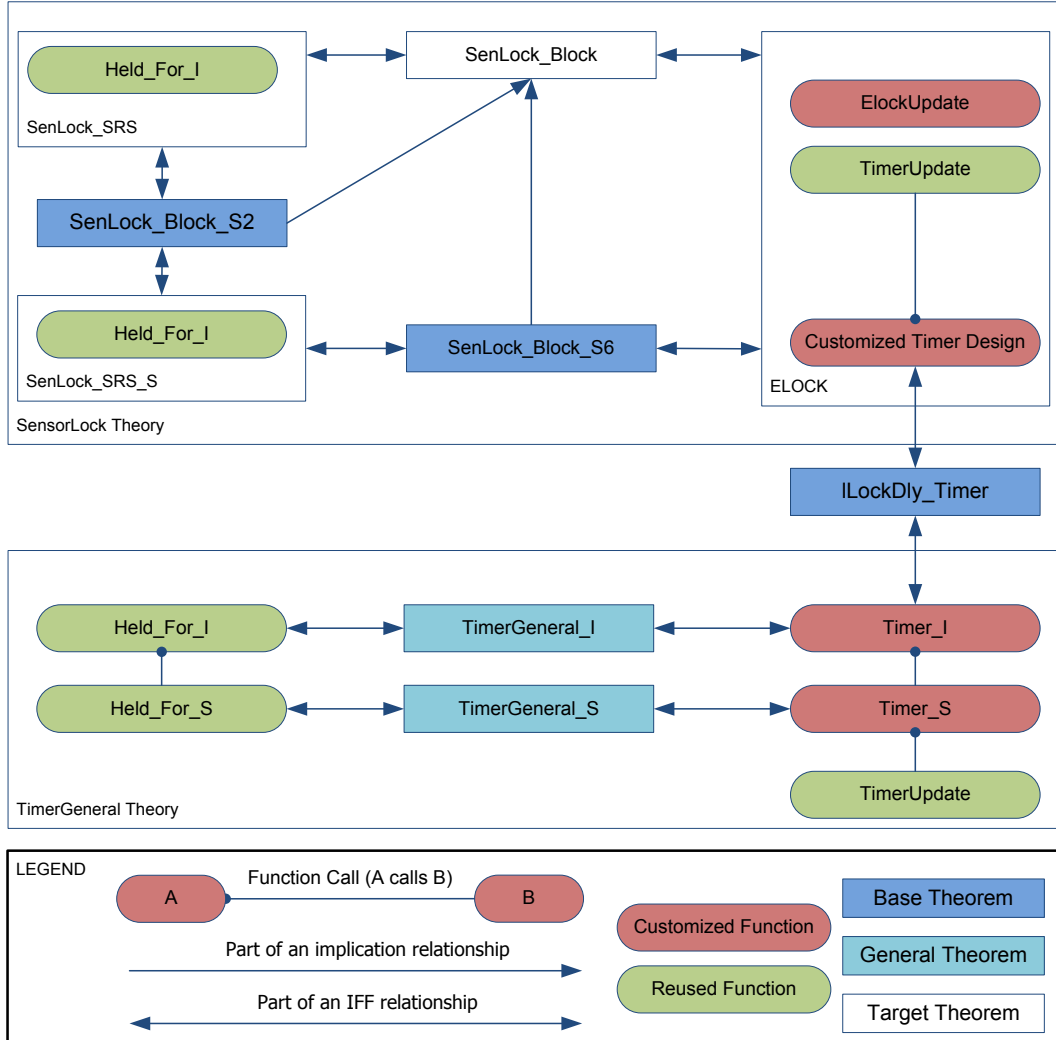 Held_For_I
SenLock_SRS
SenLock_Block
ElockUpdate
TimerUpdate
SenLock_Block_S2
Held_For_I
SenLock_SRS_S
SenLock_Block_S6
Customized Timer Design
ELOCK
SensorLock Theory
ILockDly_Timer
Held_For_I
TimerGeneral_I
Timer_I
Held_For_S
TimerGeneral_S
Timer_S
TimerUpdate
TimerGeneral Theory
LEGEND
A
Function Call (A calls B)
B
Part of an implication relationship
Part of an IFF relationship
Customized Function
Reused Function
Base Theorem
General Theorem
Target Theorem